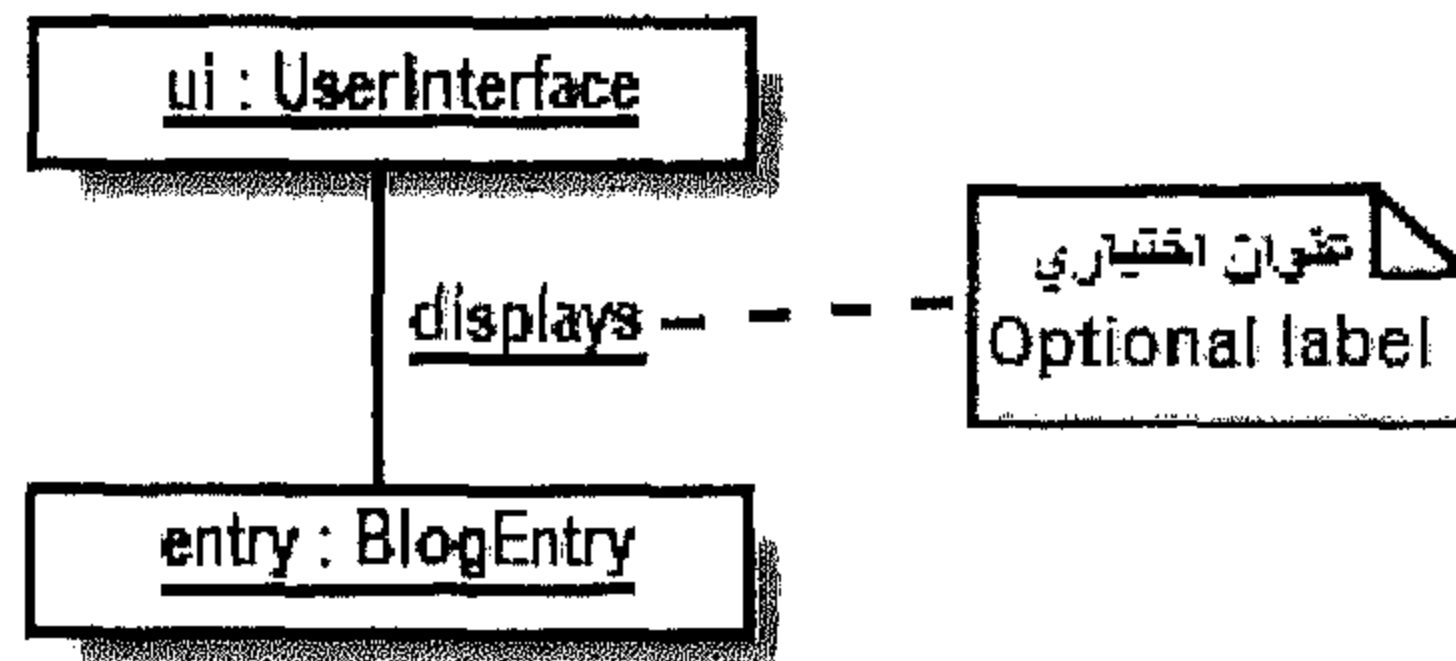 ui : UserInterface
displays
عنوان اختياري
Optional label
entry : BlogEntry